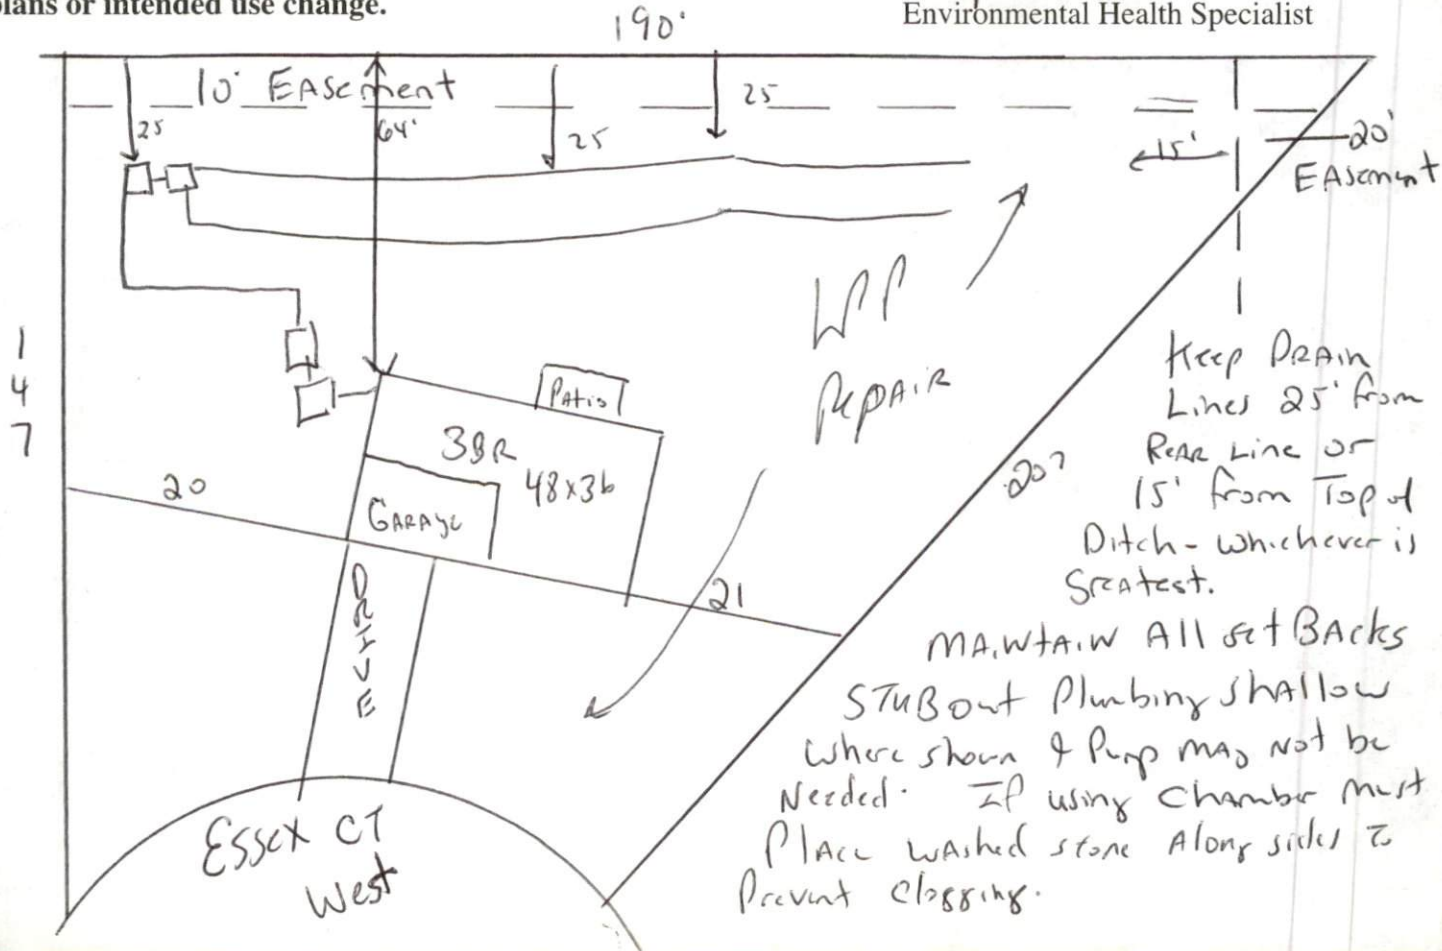 plans or intended use change.
Environmental Health Specialist
190'
10' EASement
25
64'
25
25
15'
20'
EASement
LPP
REPAIR
147
PATIO
3BR
48x36
GARAGE
20
21
207
DRIVE
ESSEX CT
West
Keep DRAin
Lines 25' from
REAR Line or
15' from Top of
Ditch - whichever is
Greatest.
MAiNtAiN All setBAcks
STUB out Plumbing shAllow
where shown & Pump MAY Not be
Needed. If using Chamber Must
PlAce wAshed stone Along sides to
Prevent Clogging.